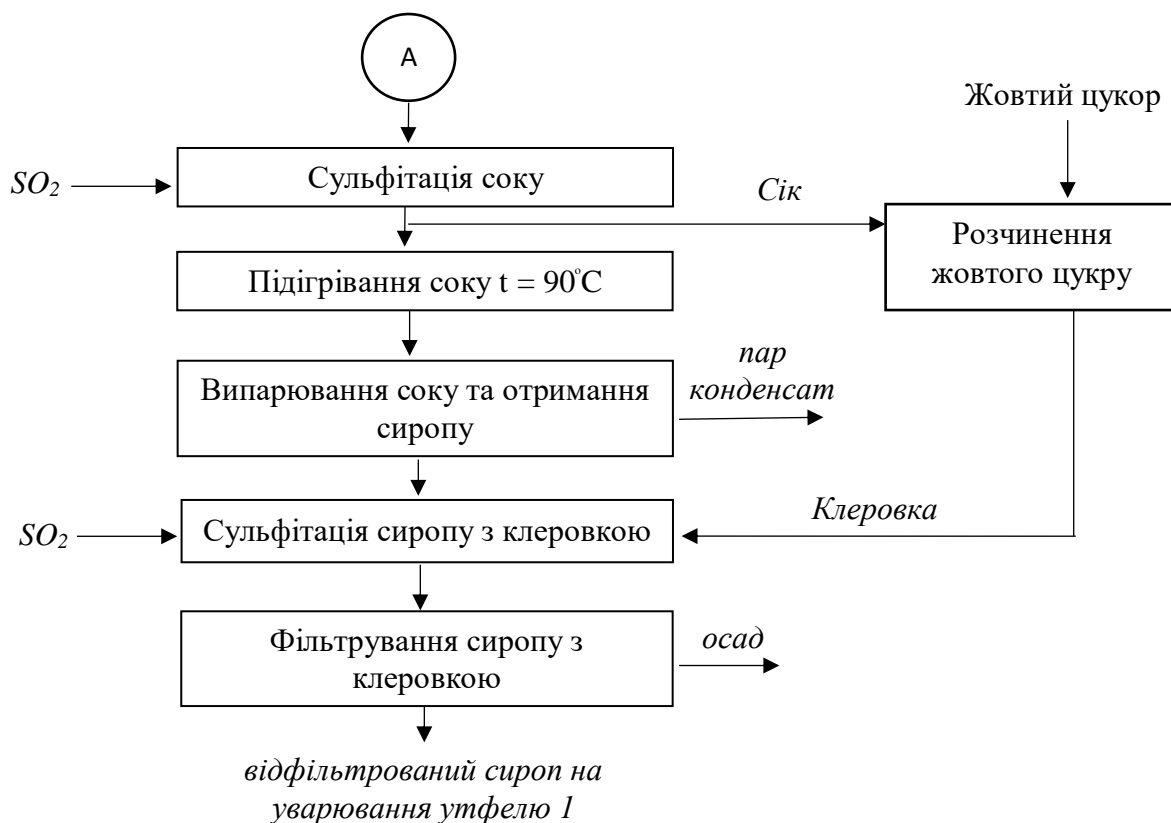 А
Жовтий цукор
SO2
Сульфітація соку
Сік
Розчинення
жовтого цукру
Підігрівання соку t = 90°С
пар
конденсат
Випарювання соку та отримання
сиропу
Клеровка
SO2
Сульфітація сиропу з клеровкою
Фільтрування сиропу з
клеровкою
осад
відфільтрований сироп на
уварювання утфелю 1